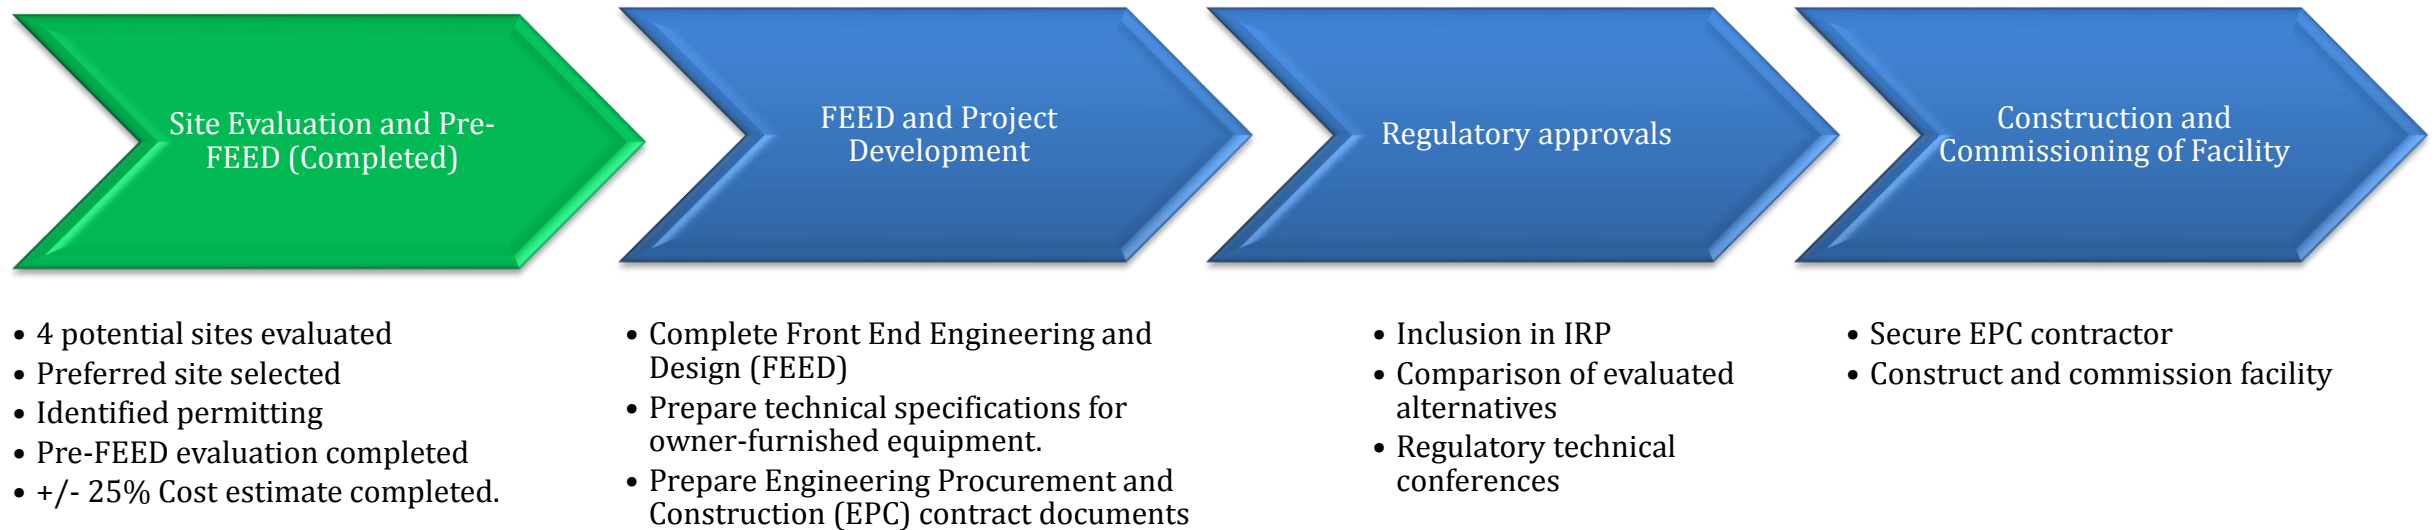 Site Evaluation and Pre-
FEED (Completed)
FEED and Project
Development
Regulatory approvals
Construction and
Commissioning of Facility
• 4 potential sites evaluated
• Preferred site selected
• Identified permitting
• Pre-FEED evaluation completed
• +/- 25% Cost estimate completed.
• Complete Front End Engineering and
Design (FEED)
• Prepare technical specifications for
owner-furnished equipment.
• Prepare Engineering Procurement and
Construction (EPC) contract documents
• Inclusion in IRP
• Comparison of evaluated
alternatives
• Regulatory technical
conferences
• Secure EPC contractor
• Construct and commission facility